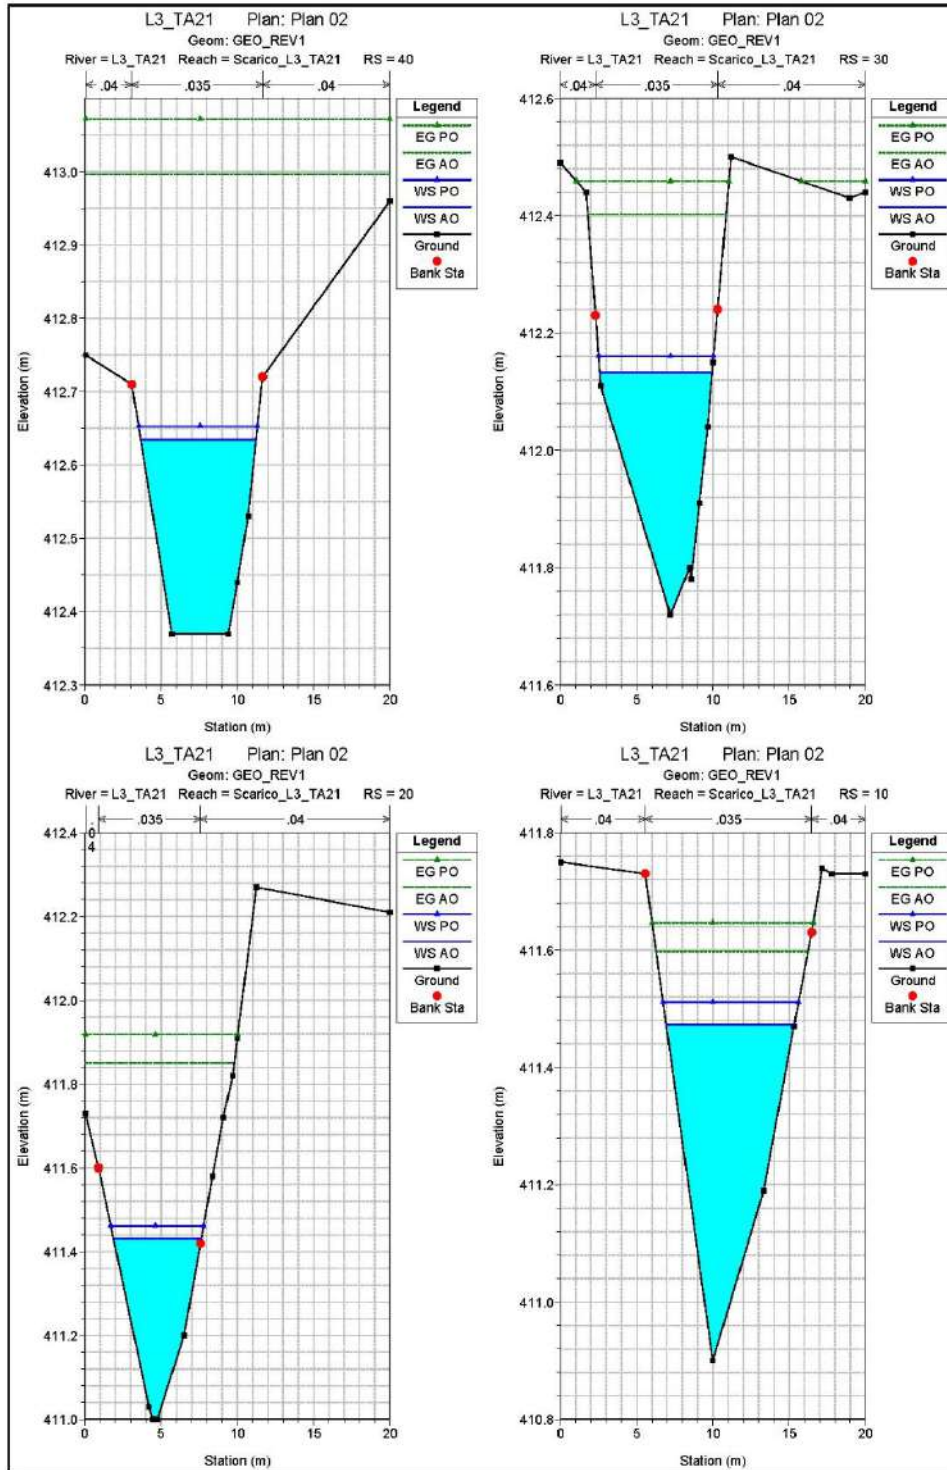 L3_TA21 Plan: Plan 02
Geom: GEO_REV1
River = L3_TA21 Reach = Scarico_L3_TA21 RS = 40
.04 .035 .04
Legend
EG PO
EG AO
WS PO
WS AO
Ground
Bank Sta
413.0
412.9
412.8
412.7
412.6
412.5
412.4
412.3
Elevation (m)
0 5 10 15 20
Station (m)
L3_TA21 Plan: Plan 02
Geom: GEO_REV1
River = L3_TA21 Reach = Scarico_L3_TA21 RS = 30
.04 .035 .04
Legend
EG PO
EG AO
WS PO
WS AO
Ground
Bank Sta
412.6
412.4
412.2
412.0
411.8
411.6
Elevation (m)
0 5 10 15 20
Station (m)
L3_TA21 Plan: Plan 02
Geom: GEO_REV1
River = L3_TA21 Reach = Scarico_L3_TA21 RS = 20
.04 .035 .04
Legend
EG PO
EG AO
WS PO
WS AO
Ground
Bank Sta
412.4
412.2
412.0
411.8
411.6
411.4
411.2
411.0
Elevation (m)
0 5 10 15 20
Station (m)
L3_TA21 Plan: Plan 02
Geom: GEO_REV1
River = L3_TA21 Reach = Scarico_L3_TA21 RS = 10
.04 .035 .04
Legend
EG PO
EG AO
WS PO
WS AO
Ground
Bank Sta
411.8
411.6
411.4
411.2
411.0
410.8
Elevation (m)
0 5 10 15 20
Station (m)